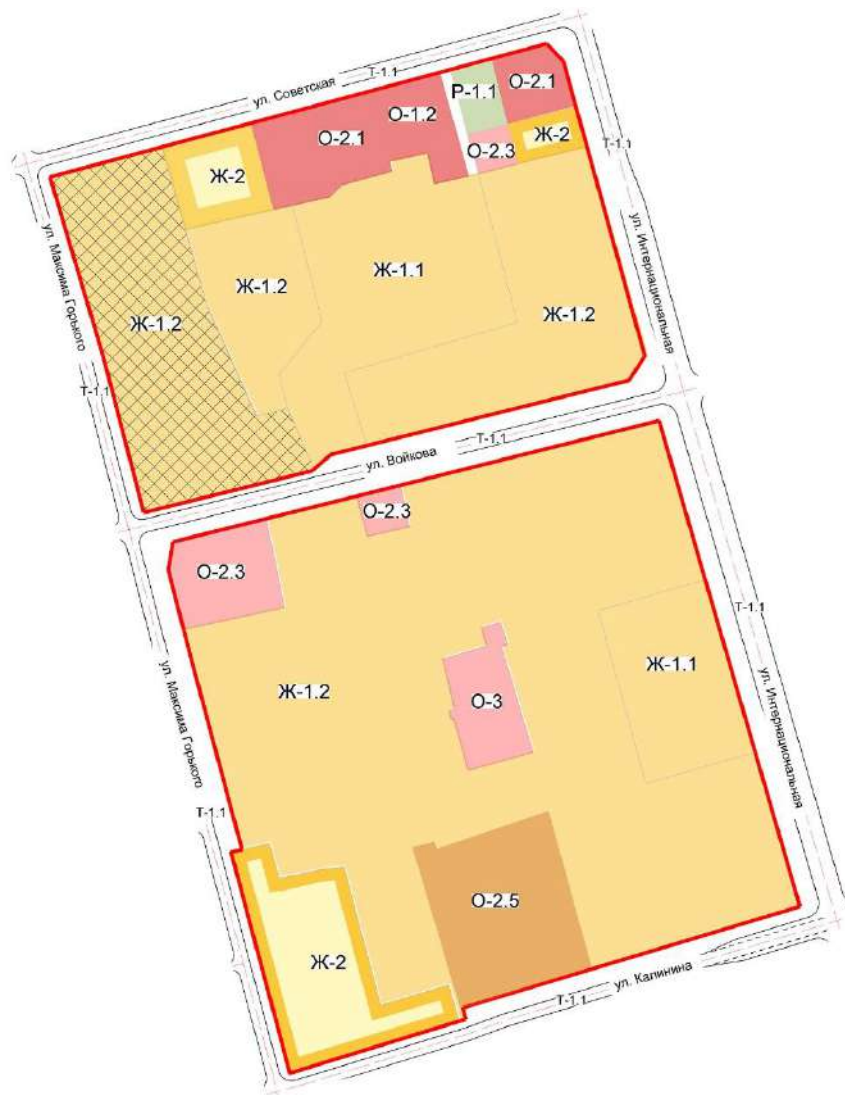 ул. Советская
Т-1.1
Р-1.1
О-2.1
О-1.2
О-2.1
Ж-2
О-2.3
Т-1.1
Ж-2
ул. Максима Горького
ул. Интернациональная
Ж-1.1
Ж-1.2
Ж-1.2
Ж-1.2
Т-1.1
Т-1.1
ул. Войкова
О-2.3
О-2.3
Т-1.1
Ж-1.1
Ж-1.2
О-3
ул. Максима Горького
ул. Интернациональная
Т-1.1
О-2.5
Ж-2
ул. Калинина
Т-1.1